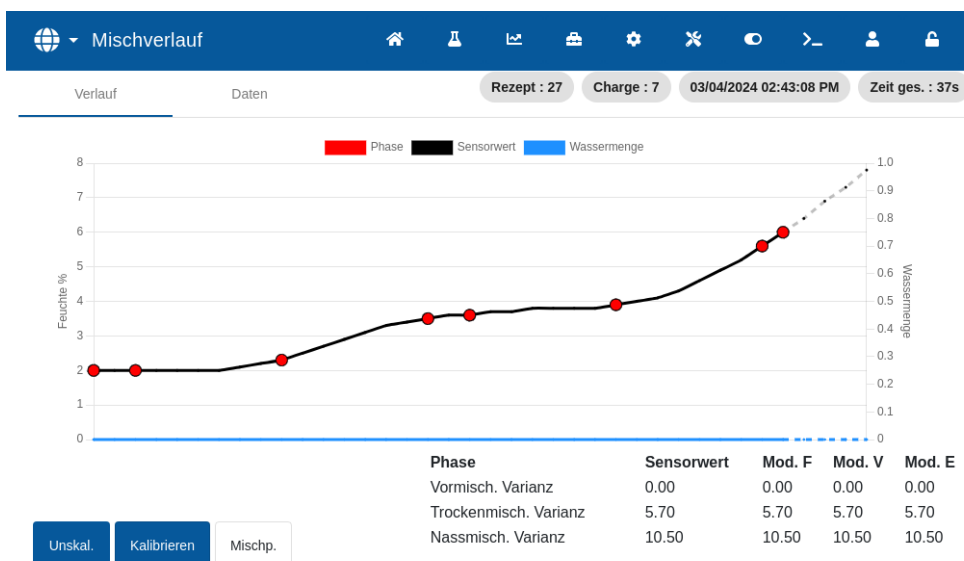 Mischverlauf
Verlauf Daten Rezept : 27 Charge : 7 03/04/2024 02:43:08 PM Zeit ges. : 37s
Phase Sensorwert Wassermenge
8 1.0
7 0.9
6 0.8
5 0.7
4 0.6
3 0.5
2 0.4
1 0.3
0 0.2
0.1
0
Feuchte %
Wassermenge
Phase Sensorwert Mod. F Mod. V Mod. E
Vormisch. Varianz 0.00 0.00 0.00 0.00
Trockenmisch. Varianz 5.70 5.70 5.70 5.70
Nassmisch. Varianz 10.50 10.50 10.50 10.50
Unskal. Kalibrieren Mischp.